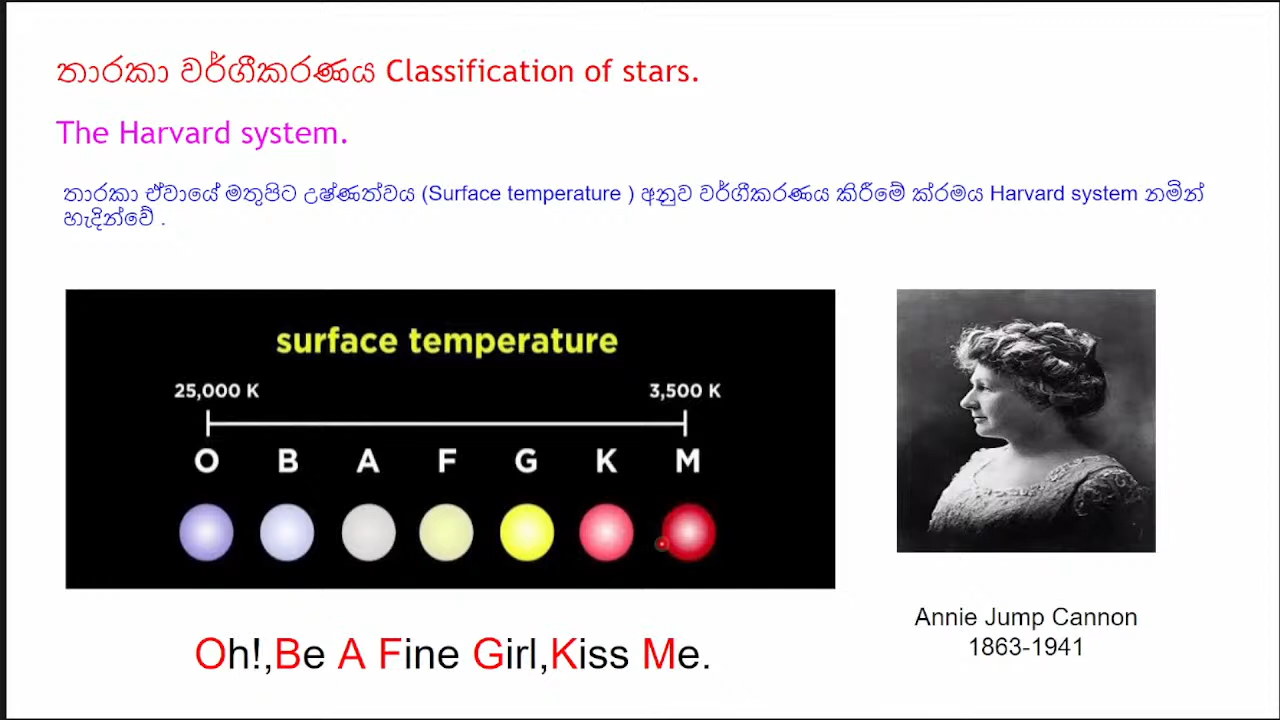 තාරකා වර්ගීකරණය Classification of stars.
The Harvard system.
තාරකා ඒවායේ මතුපිට උෂ්ණත්වය (Surface temperature ) අනුව වර්ගීකරණය කිරීමේ ක්රමය Harvard system නමින්
හැදින්වේ .
surface temperature
25,000 K 3,500 K
O B A F G K M
Oh!,Be A Fine Girl,Kiss Me.
Annie Jump Cannon
1863-1941